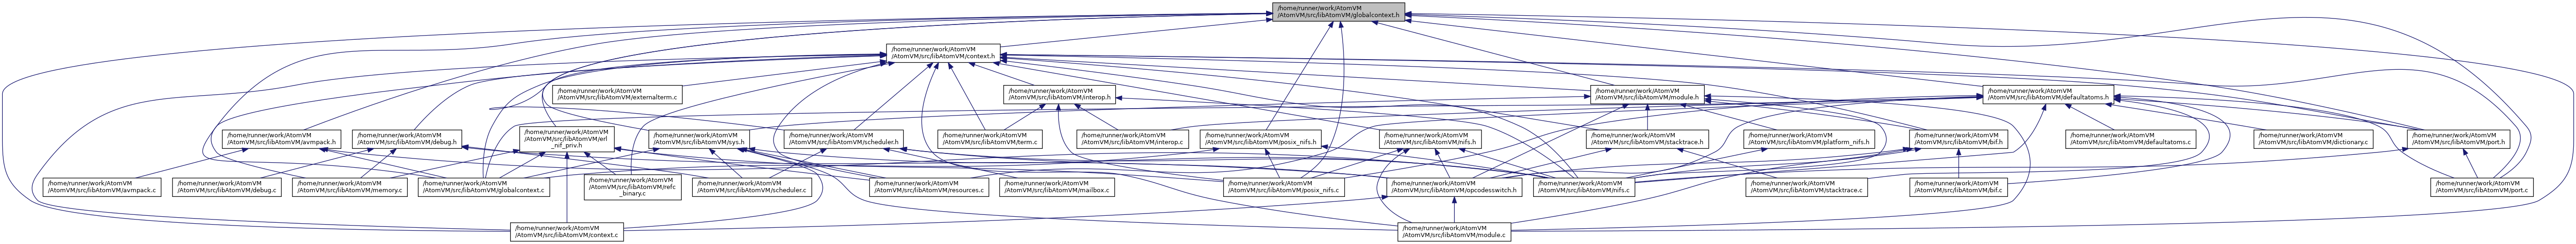 /home/runner/work/AtomVM
/AtomVM/src/libAtomVM/globalcontext.h
/home/runner/work/AtomVM
/AtomVM/src/libAtomVM/context.h
/home/runner/work/AtomVM
/AtomVM/src/libAtomVM/externalterm.c
/home/runner/work/AtomVM
/AtomVM/src/libAtomVM/interop.h
/home/runner/work/AtomVM
/AtomVM/src/libAtomVM/module.h
/home/runner/work/AtomVM
/AtomVM/src/libAtomVM/defaultatoms.h
/home/runner/work/AtomVM
/AtomVM/src/libAtomVM/avmpack.h
/home/runner/work/AtomVM
/AtomVM/src/libAtomVM/debug.h
/home/runner/work/AtomVM
/AtomVM/src/libAtomVM/erl
_nif_priv.h
/home/runner/work/AtomVM
/AtomVM/src/libAtomVM/sys.h
/home/runner/work/AtomVM
/AtomVM/src/libAtomVM/scheduler.h
/home/runner/work/AtomVM
/AtomVM/src/libAtomVM/term.c
/home/runner/work/AtomVM
/AtomVM/src/libAtomVM/interop.c
/home/runner/work/AtomVM
/AtomVM/src/libAtomVM/posix_nifs.h
/home/runner/work/AtomVM
/AtomVM/src/libAtomVM/nifs.h
/home/runner/work/AtomVM
/AtomVM/src/libAtomVM/stacktrace.h
/home/runner/work/AtomVM
/AtomVM/src/libAtomVM/platform_nifs.h
/home/runner/work/AtomVM
/AtomVM/src/libAtomVM/bif.h
/home/runner/work/AtomVM
/AtomVM/src/libAtomVM/defaultatoms.c
/home/runner/work/AtomVM
/AtomVM/src/libAtomVM/dictionary.c
/home/runner/work/AtomVM
/AtomVM/src/libAtomVM/port.h
/home/runner/work/AtomVM
/AtomVM/src/libAtomVM/avmpack.c
/home/runner/work/AtomVM
/AtomVM/src/libAtomVM/debug.c
/home/runner/work/AtomVM
/AtomVM/src/libAtomVM/memory.c
/home/runner/work/AtomVM
/AtomVM/src/libAtomVM/globalcontext.c
/home/runner/work/AtomVM
/AtomVM/src/libAtomVM/refc
_binary.c
/home/runner/work/AtomVM
/AtomVM/src/libAtomVM/scheduler.c
/home/runner/work/AtomVM
/AtomVM/src/libAtomVM/resources.c
/home/runner/work/AtomVM
/AtomVM/src/libAtomVM/mailbox.c
/home/runner/work/AtomVM
/AtomVM/src/libAtomVM/posix_nifs.c
/home/runner/work/AtomVM
/AtomVM/src/libAtomVM/opcodesswitch.h
/home/runner/work/AtomVM
/AtomVM/src/libAtomVM/nifs.c
/home/runner/work/AtomVM
/AtomVM/src/libAtomVM/stacktrace.c
/home/runner/work/AtomVM
/AtomVM/src/libAtomVM/bif.c
/home/runner/work/AtomVM
/AtomVM/src/libAtomVM/port.c
/home/runner/work/AtomVM
/AtomVM/src/libAtomVM/context.c
/home/runner/work/AtomVM
/AtomVM/src/libAtomVM/module.c